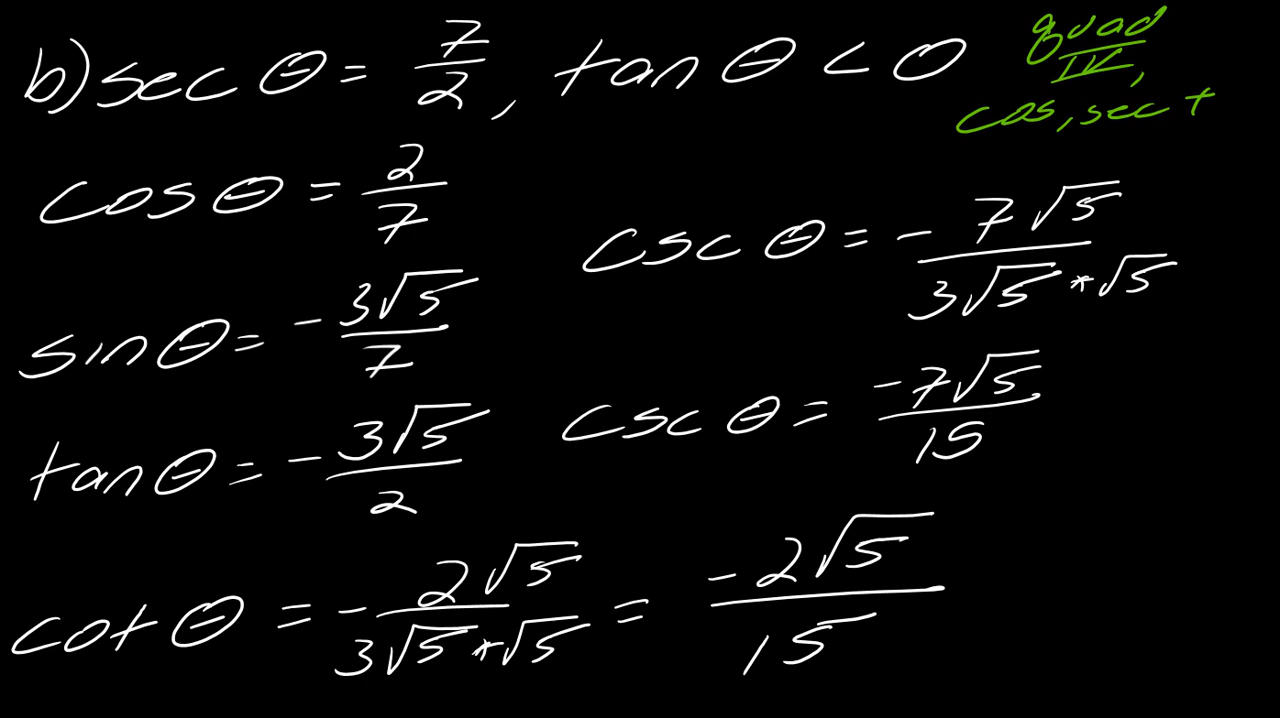 b) sec θ = 7/2, tan θ < 0
quad IV,
cos, sec +
cos θ = 2/7
sin θ = -3√5/7
tan θ = -3√5/2
csc θ = - 7√5/(3√5 * √5)
csc θ = -7√5/15
cot θ = - 2√5/(3√5 * √5) = -2√5/15